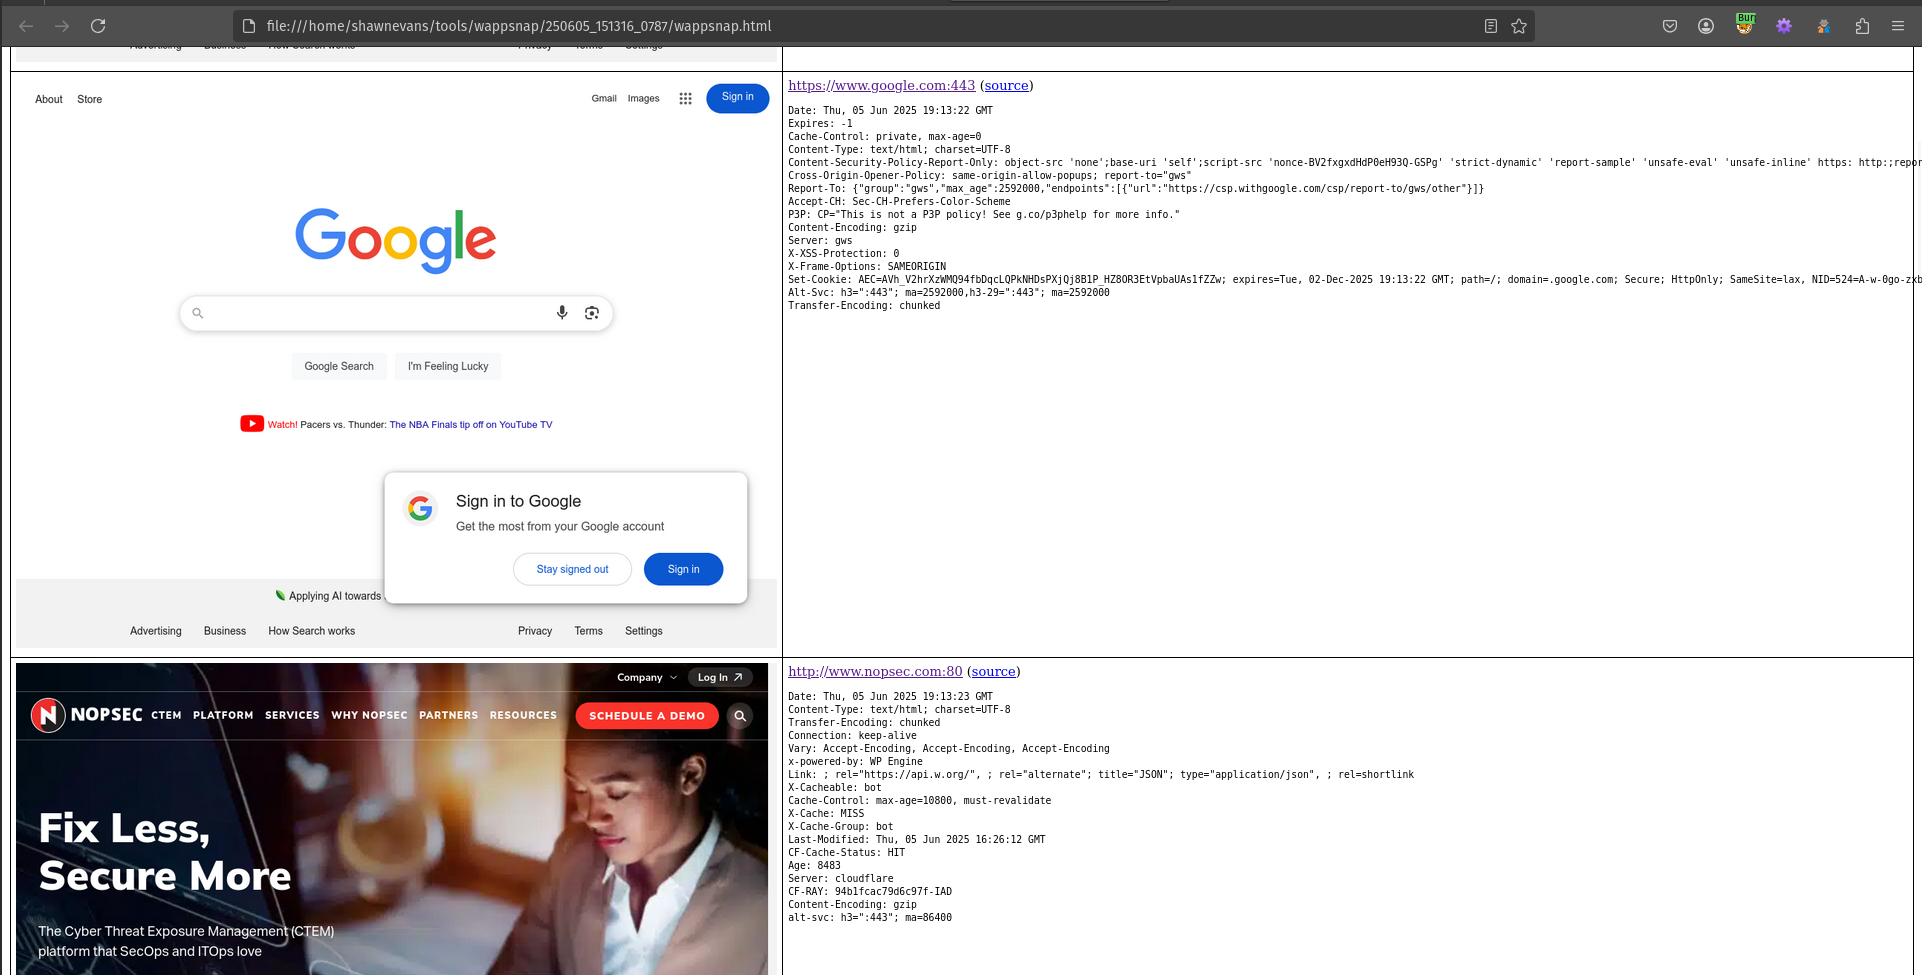 file:///home/shawnevans/tools/wappsnap/250605_151316_0787/wappsnap.html
Advertising Business How Search works Privacy Terms Settings
About Store Gmail Images Sign in
Google
Google Search I'm Feeling Lucky
Watch! Pacers vs. Thunder: The NBA Finals tip off on YouTube TV
Sign in to Google
Get the most from your Google account
Stay signed out Sign in
Applying AI towards
Advertising Business How Search works Privacy Terms Settings
https://www.google.com:443 (source)
Date: Thu, 05 Jun 2025 19:13:22 GMT
Expires: -1
Cache-Control: private, max-age=0
Content-Type: text/html; charset=UTF-8
Content-Security-Policy-Report-Only: object-src 'none';base-uri 'self';script-src 'nonce-BV2fxgxdHdP0eH93Q-GSPg' 'strict-dynamic' 'report-sample' 'unsafe-eval' 'unsafe-inline' https: http:;repor
Cross-Origin-Opener-Policy: same-origin-allow-popups; report-to="gws"
Report-To: {"group":"gws","max_age":2592000,"endpoints":[{"url":"https://csp.withgoogle.com/csp/report-to/gws/other"}]}
Accept-CH: Sec-CH-Prefers-Color-Scheme
P3P: CP="This is not a P3P policy! See g.co/p3phelp for more info."
Content-Encoding: gzip
Server: gws
X-XSS-Protection: 0
X-Frame-Options: SAMEORIGIN
Set-Cookie: AEC=AVh_V2hrXzWMQ94fbDqcLQPkNHDsPXjQj8B1P_HZ8OR3EtVpbaUAs1fZZw; expires=Tue, 02-Dec-2025 19:13:22 GMT; path=/; domain=.google.com; Secure; HttpOnly; SameSite=lax, NID=524=A-w-0go-zxb
Alt-Svc: h3=":443"; ma=2592000,h3-29=":443"; ma=2592000
Transfer-Encoding: chunked
Company Log In
NOPSEC CTEM PLATFORM SERVICES WHY NOPSEC PARTNERS RESOURCES SCHEDULE A DEMO
Fix Less,
Secure More
The Cyber Threat Exposure Management (CTEM)
platform that SecOps and ITOps love
http://www.nopsec.com:80 (source)
Date: Thu, 05 Jun 2025 19:13:23 GMT
Content-Type: text/html; charset=UTF-8
Transfer-Encoding: chunked
Connection: keep-alive
Vary: Accept-Encoding, Accept-Encoding, Accept-Encoding
x-powered-by: WP Engine
Link: ; rel="https://api.w.org/", ; rel="alternate"; title="JSON"; type="application/json", ; rel=shortlink
X-Cacheable: bot
Cache-Control: max-age=10800, must-revalidate
X-Cache: MISS
X-Cache-Group: bot
Last-Modified: Thu, 05 Jun 2025 16:26:12 GMT
CF-Cache-Status: HIT
Age: 8483
Server: cloudflare
CF-RAY: 94b1fcac79d6c97f-IAD
Content-Encoding: gzip
alt-svc: h3=":443"; ma=86400